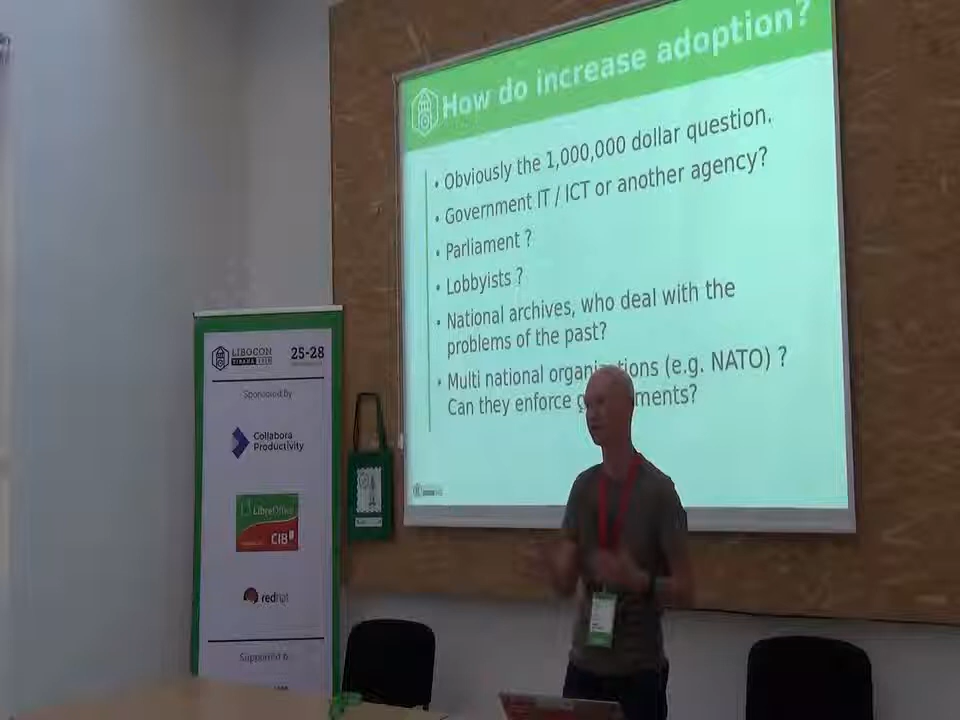 How do increase adoption?
• Obviously the 1,000,000 dollar question.
• Government IT / ICT or another agency?
• Parliament ?
• Lobbyists ?
• National archives, who deal with the
problems of the past?
• Multi national (e.g. NATO) ?
Can they enforce
LIBOCON
25-28
Sponsored by
Collabora
Productivity
LibreOffice
CIB
redhat
Supported